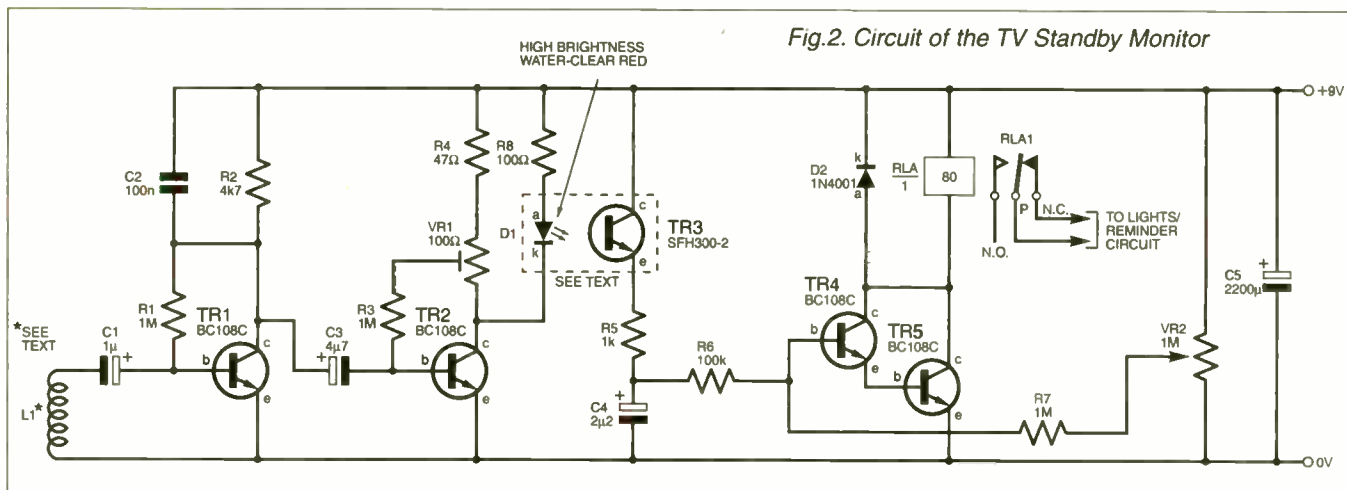 Fig.2. Circuit of the TV Standby Monitor
HIGH BRIGHTNESS
WATER-CLEAR RED
+9V
C2
100n
R2
4k7
R4
47Ω
R8
100Ω
D1
a
k
c
e
TR3
SFH300-2
SEE TEXT
VR1
100Ω
D2
1N4001
k
a
RLA
1
80
RLA1
P
N.C.
N.O.
TO LIGHTS/
REMINDER
CIRCUIT
+
C5
2200µ
*SEE
TEXT
L1*
C1
1µ
+
R1
1M
TR1
BC108C
b
c
e
C3
4µ7
+
R3
1M
TR2
BC108C
b
c
e
R5
1k
+
C4
2µ2
R6
100k
TR4
BC108C
b
c
e
TR5
BC108C
b
c
e
R7
1M
VR2
1M
0V